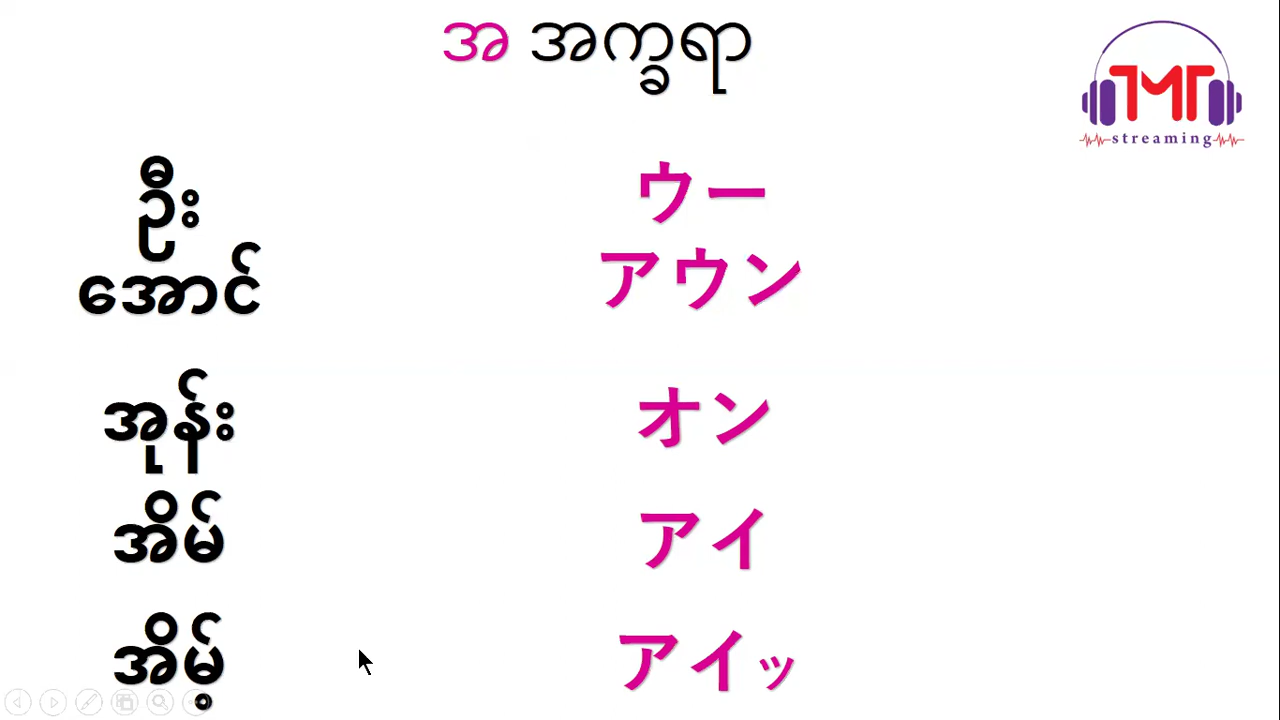 အ အက္ခရာ
TMT
streaming
ဦး ウー
အောင် アウン
အုန်း オン
အိမ် アイ
အိမ့် アイッ